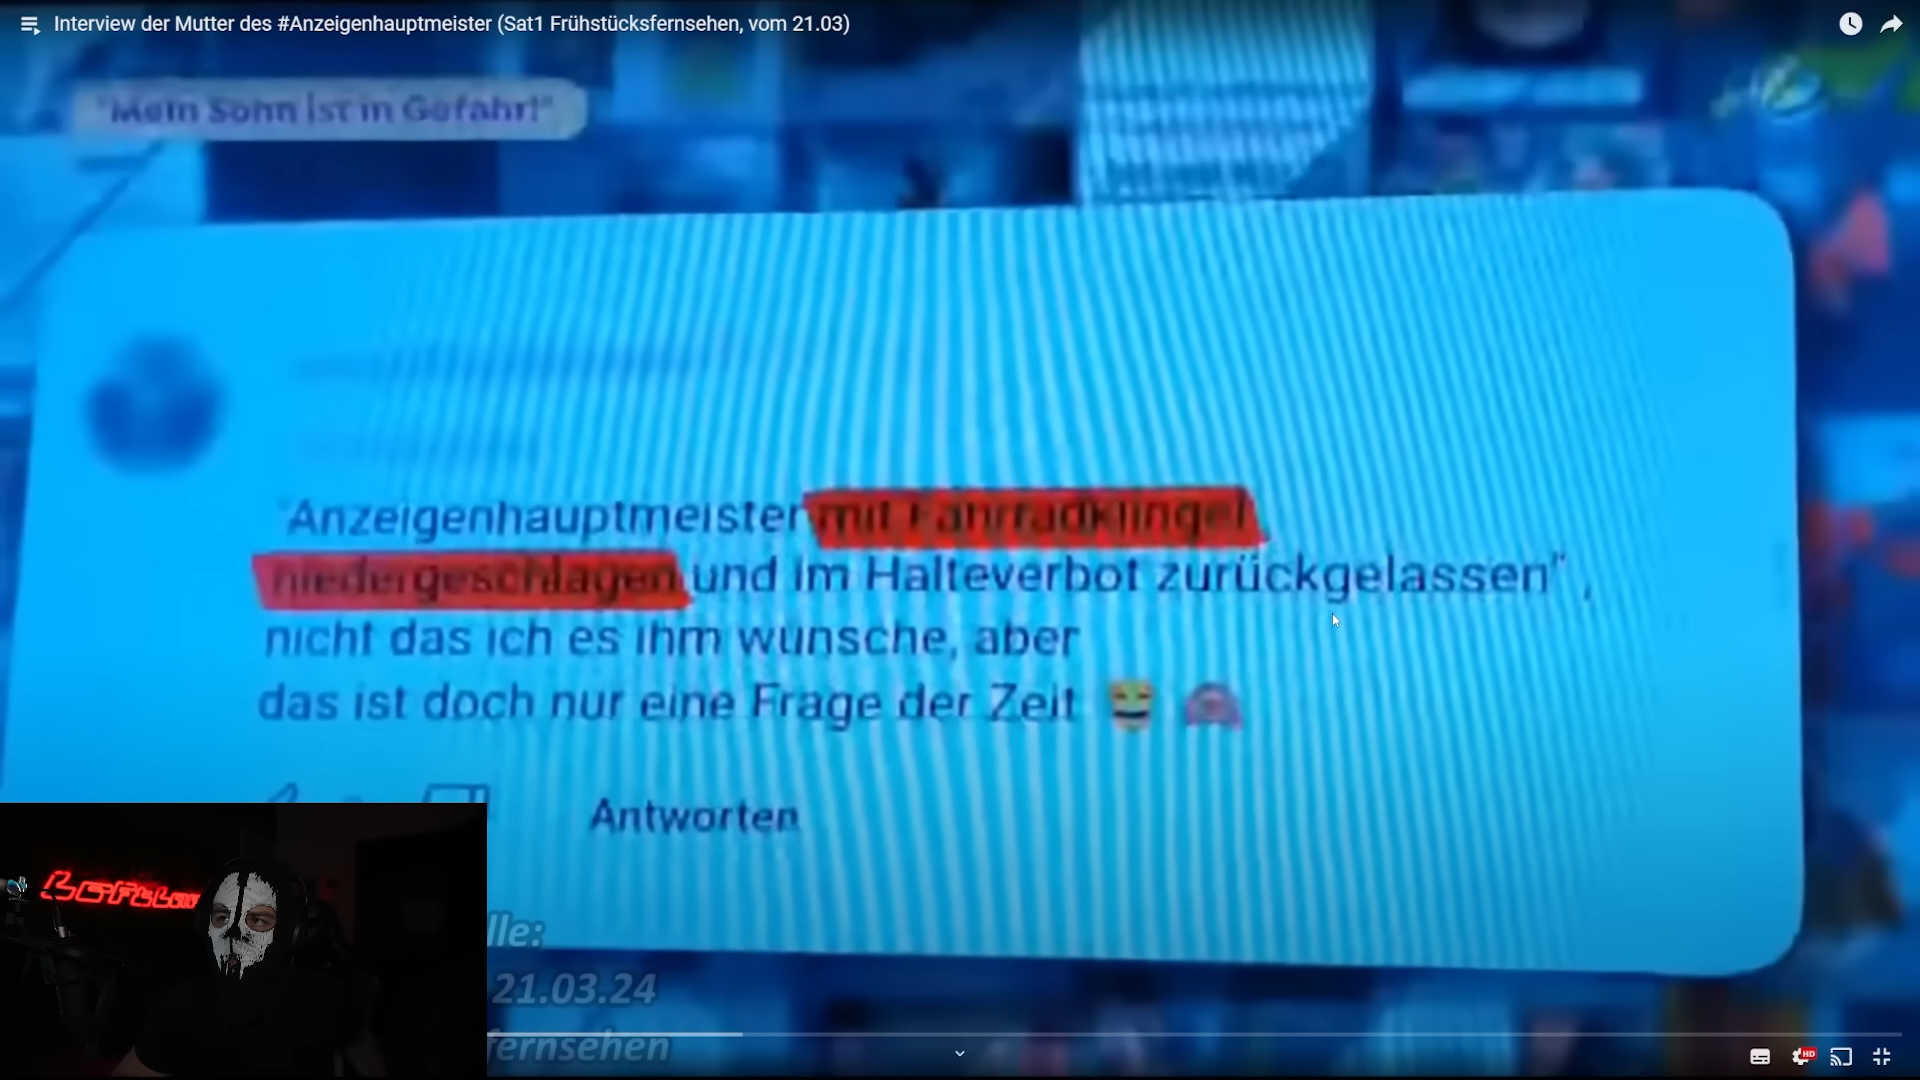 Interview der Mutter des #Anzeigenhauptmeister (Sat1 Frühstücksfernsehen, vom 21.03)
"Mein Sohn ist in Gefahr!"
"Anzeigenhauptmeister mit Fahrradklingel
niedergeschlagen und im Halteverbot zurückgelassen" ,
nicht das ich es ihm wünsche, aber
das ist doch nur eine Frage der Zeit
Antworten
lle:
21.03.24
fernsehen
HD